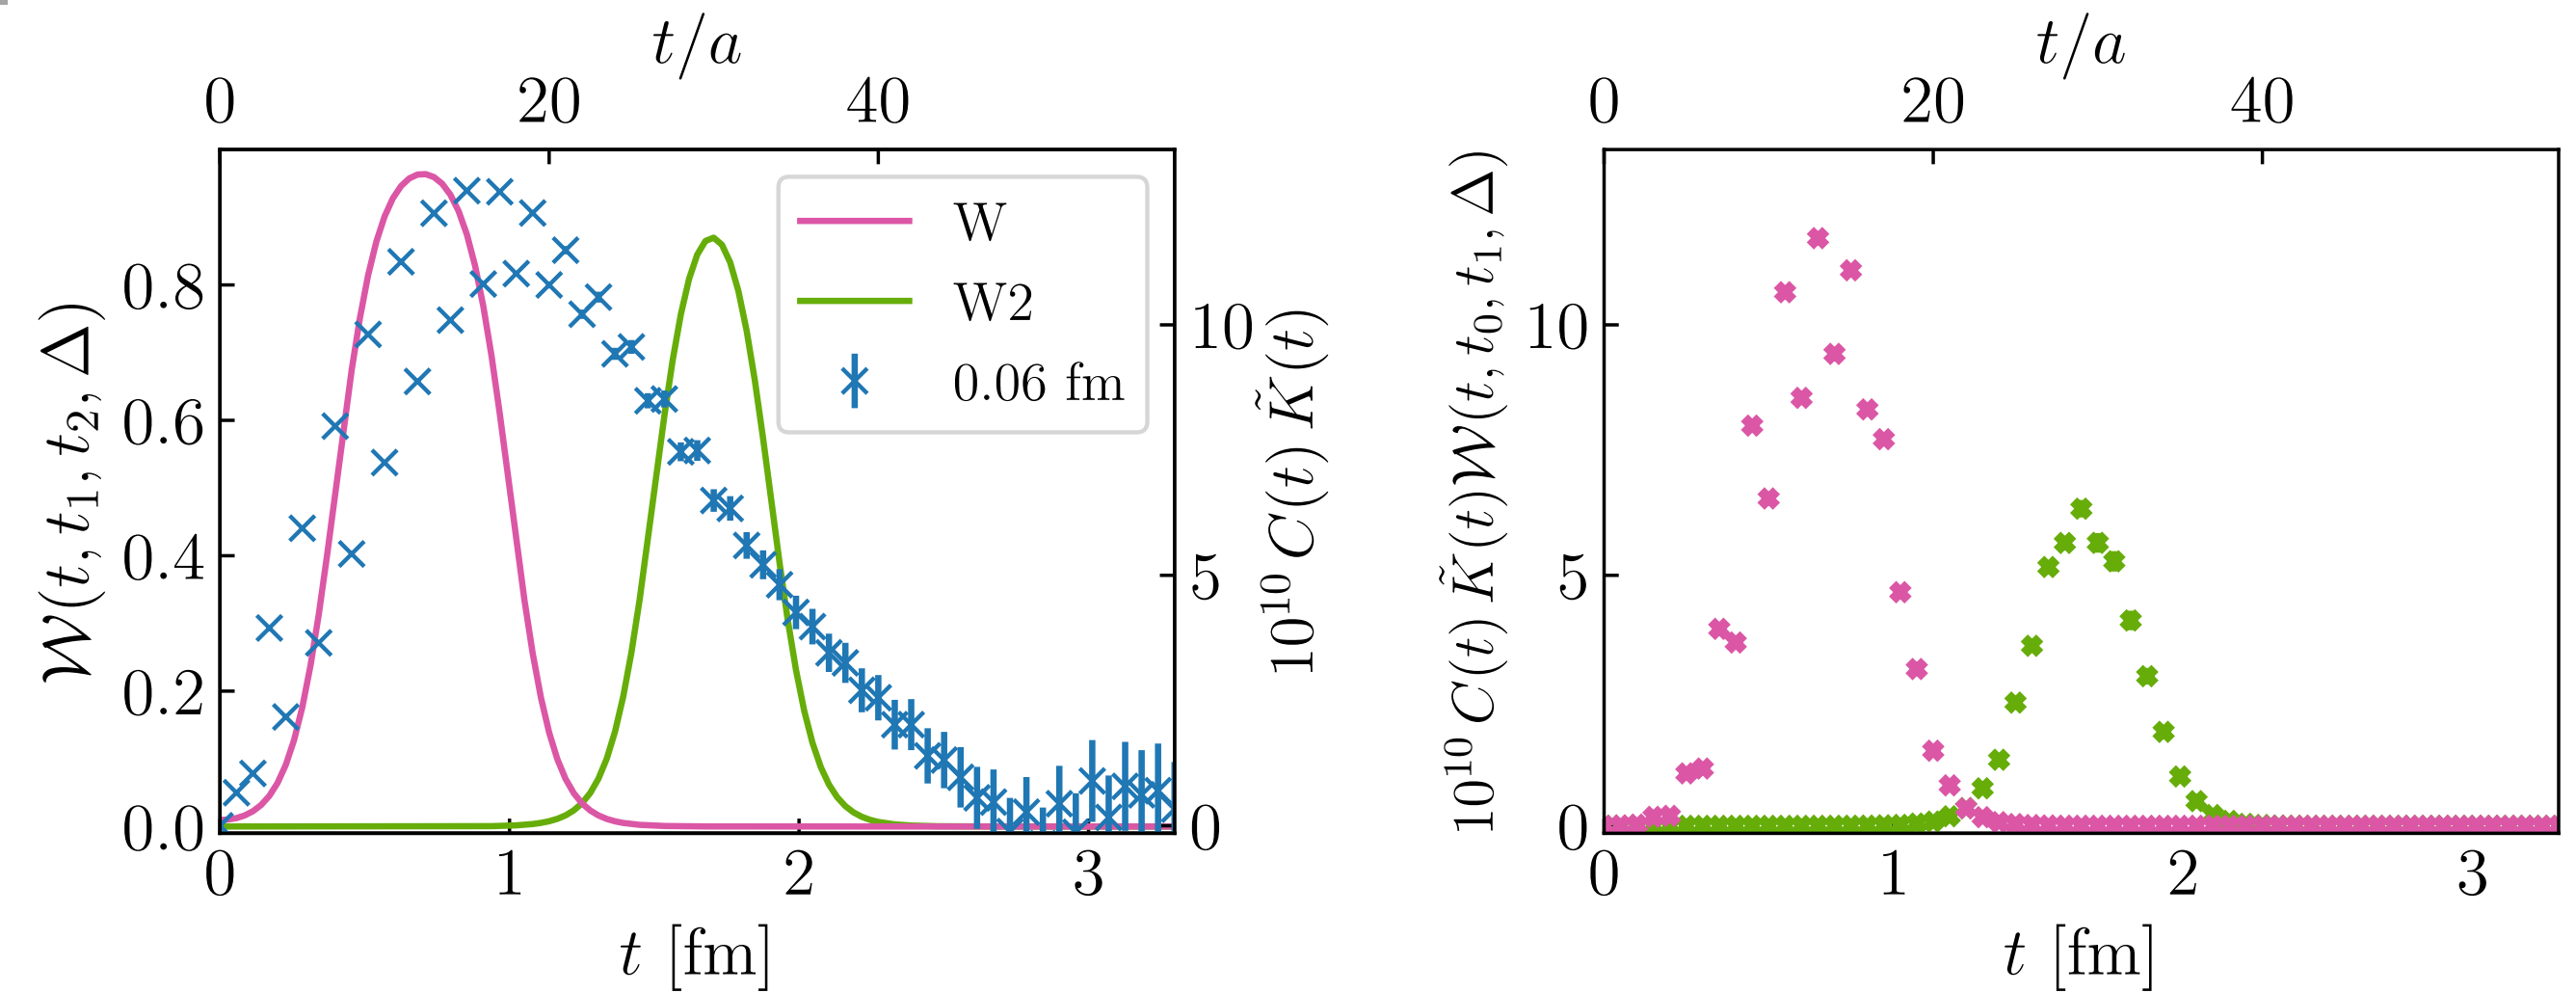 t/a
0 20 40
𝒲(t, t₁, t₂, Δ)
0.8
0.6
0.4
0.2
0.0
W
W2
0.06 fm
10
5
0
10¹⁰C(t) K̃(t)
0 1 2 3
t [fm]
t/a
0 20 40
10¹⁰C(t) K̃(t)𝒲(t, t₀, t₁, Δ)
10
5
0
0 1 2 3
t [fm]